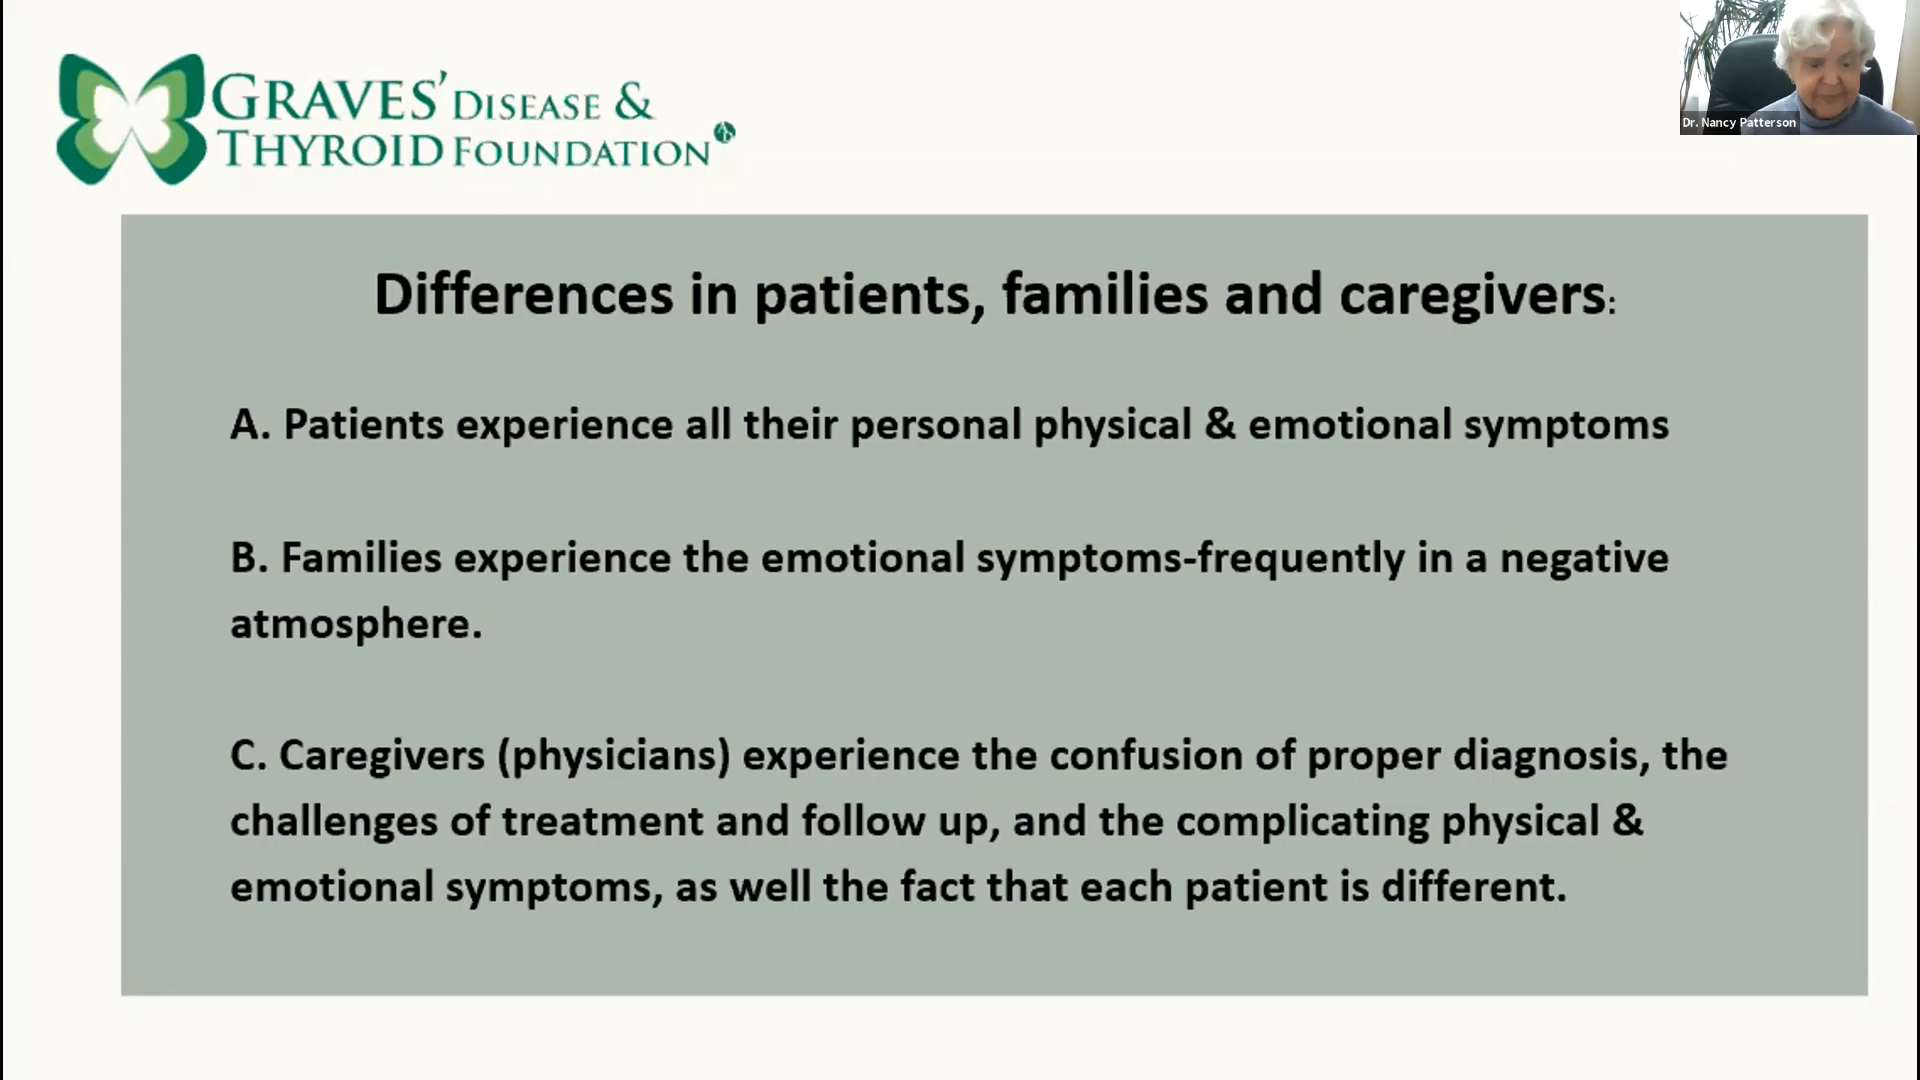 GRAVES' DISEASE &
THYROID FOUNDATION
Dr. Nancy Patterson
Differences in patients, families and caregivers:
A. Patients experience all their personal physical & emotional symptoms
B. Families experience the emotional symptoms-frequently in a negative
atmosphere.
C. Caregivers (physicians) experience the confusion of proper diagnosis, the
challenges of treatment and follow up, and the complicating physical &
emotional symptoms, as well the fact that each patient is different.